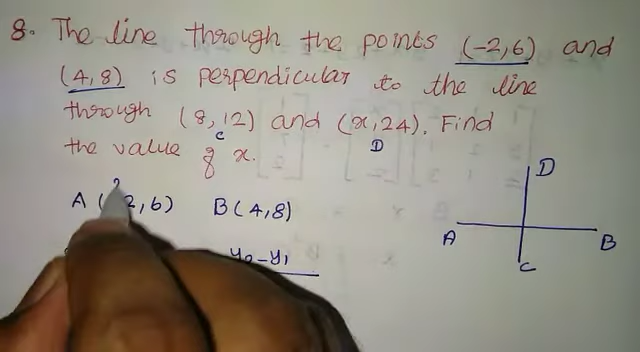 8. The line through the points (-2,6) and
(4,8) is perpendicular to the line
through (8,12) and (x,24). Find
C D
the value of x.
A (-2,6) B(4,8)
y₂-y₁
D
A
B
C